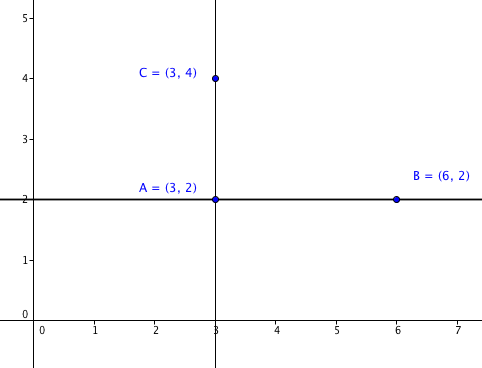 5
C = (3, 4)
4
3
B = (6, 2)
A = (3, 2)
2
1
0
0 1 2 3 4 5 6 7